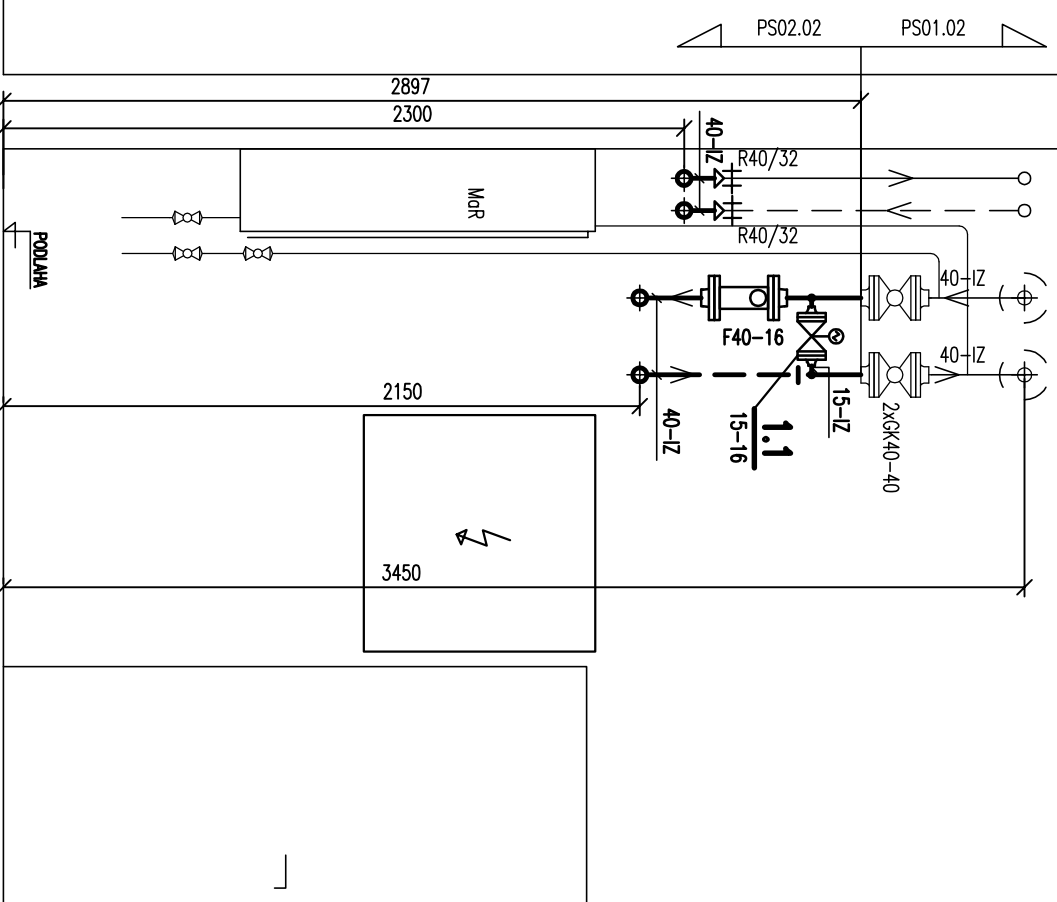 PS02.02
PS01.02
2897
2300
40-IZ
R40/32
MaR
R40/32
PODLAHA
40-IZ
F40-16
40-IZ
2150
40-IZ
1.1
15-16
15-IZ
2xGK40-40
3450